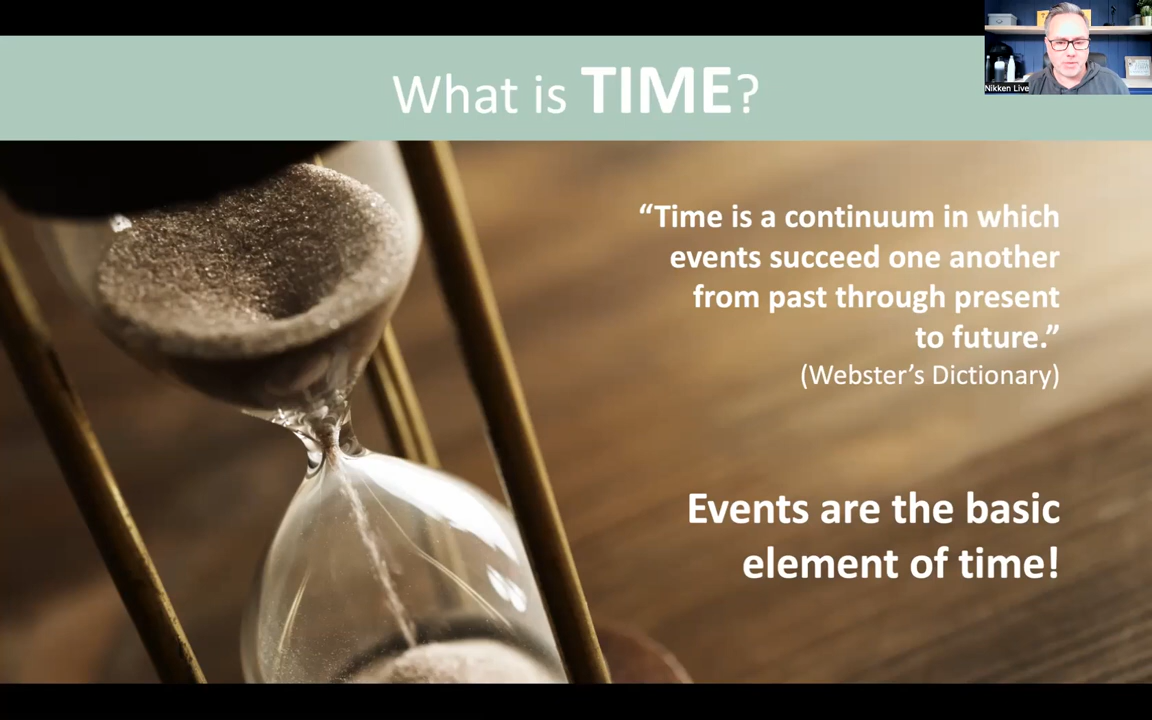 What is TIME?
Nikken Live
“Time is a continuum in which
events succeed one another
from past through present
to future.”
(Webster’s Dictionary)
Events are the basic
element of time!